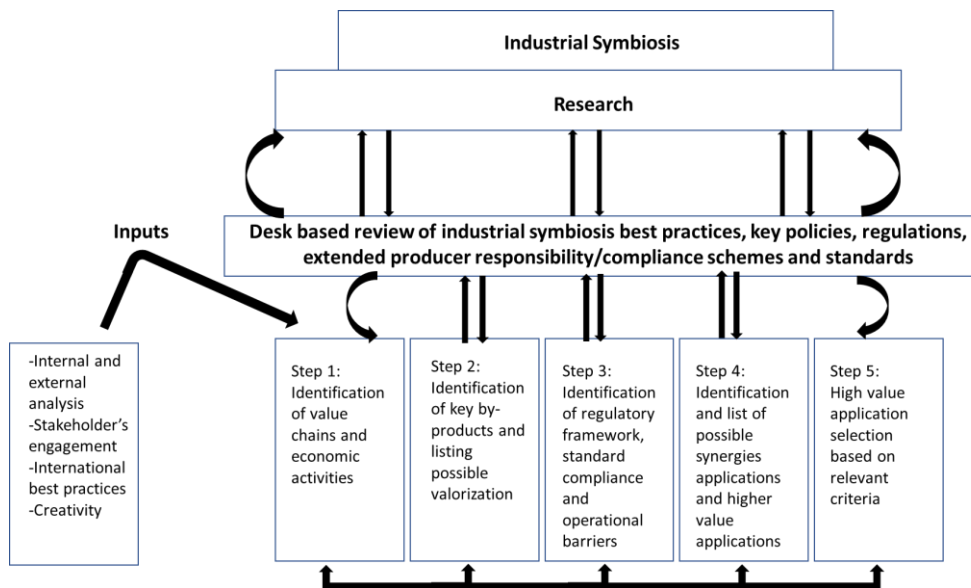 Industrial Symbiosis
Research
Desk based review of industrial symbiosis best practices, key policies, regulations,
extended producer responsibility/compliance schemes and standards
Inputs
-Internal and
external
analysis
-Stakeholder's
engagement
-International
best practices
-Creativity
Step 1:
Identification
of value
chains and
economic
activities
Step 2:
Identification
of key by-
products and
listing
possible
valorization
Step 3:
Identification
of regulatory
framework,
standard
compliance
and
operational
barriers
Step 4:
Identification
and list of
possible
synergies
applications
and higher
value
applications
Step 5:
High value
application
selection
based on
relevant
criteria